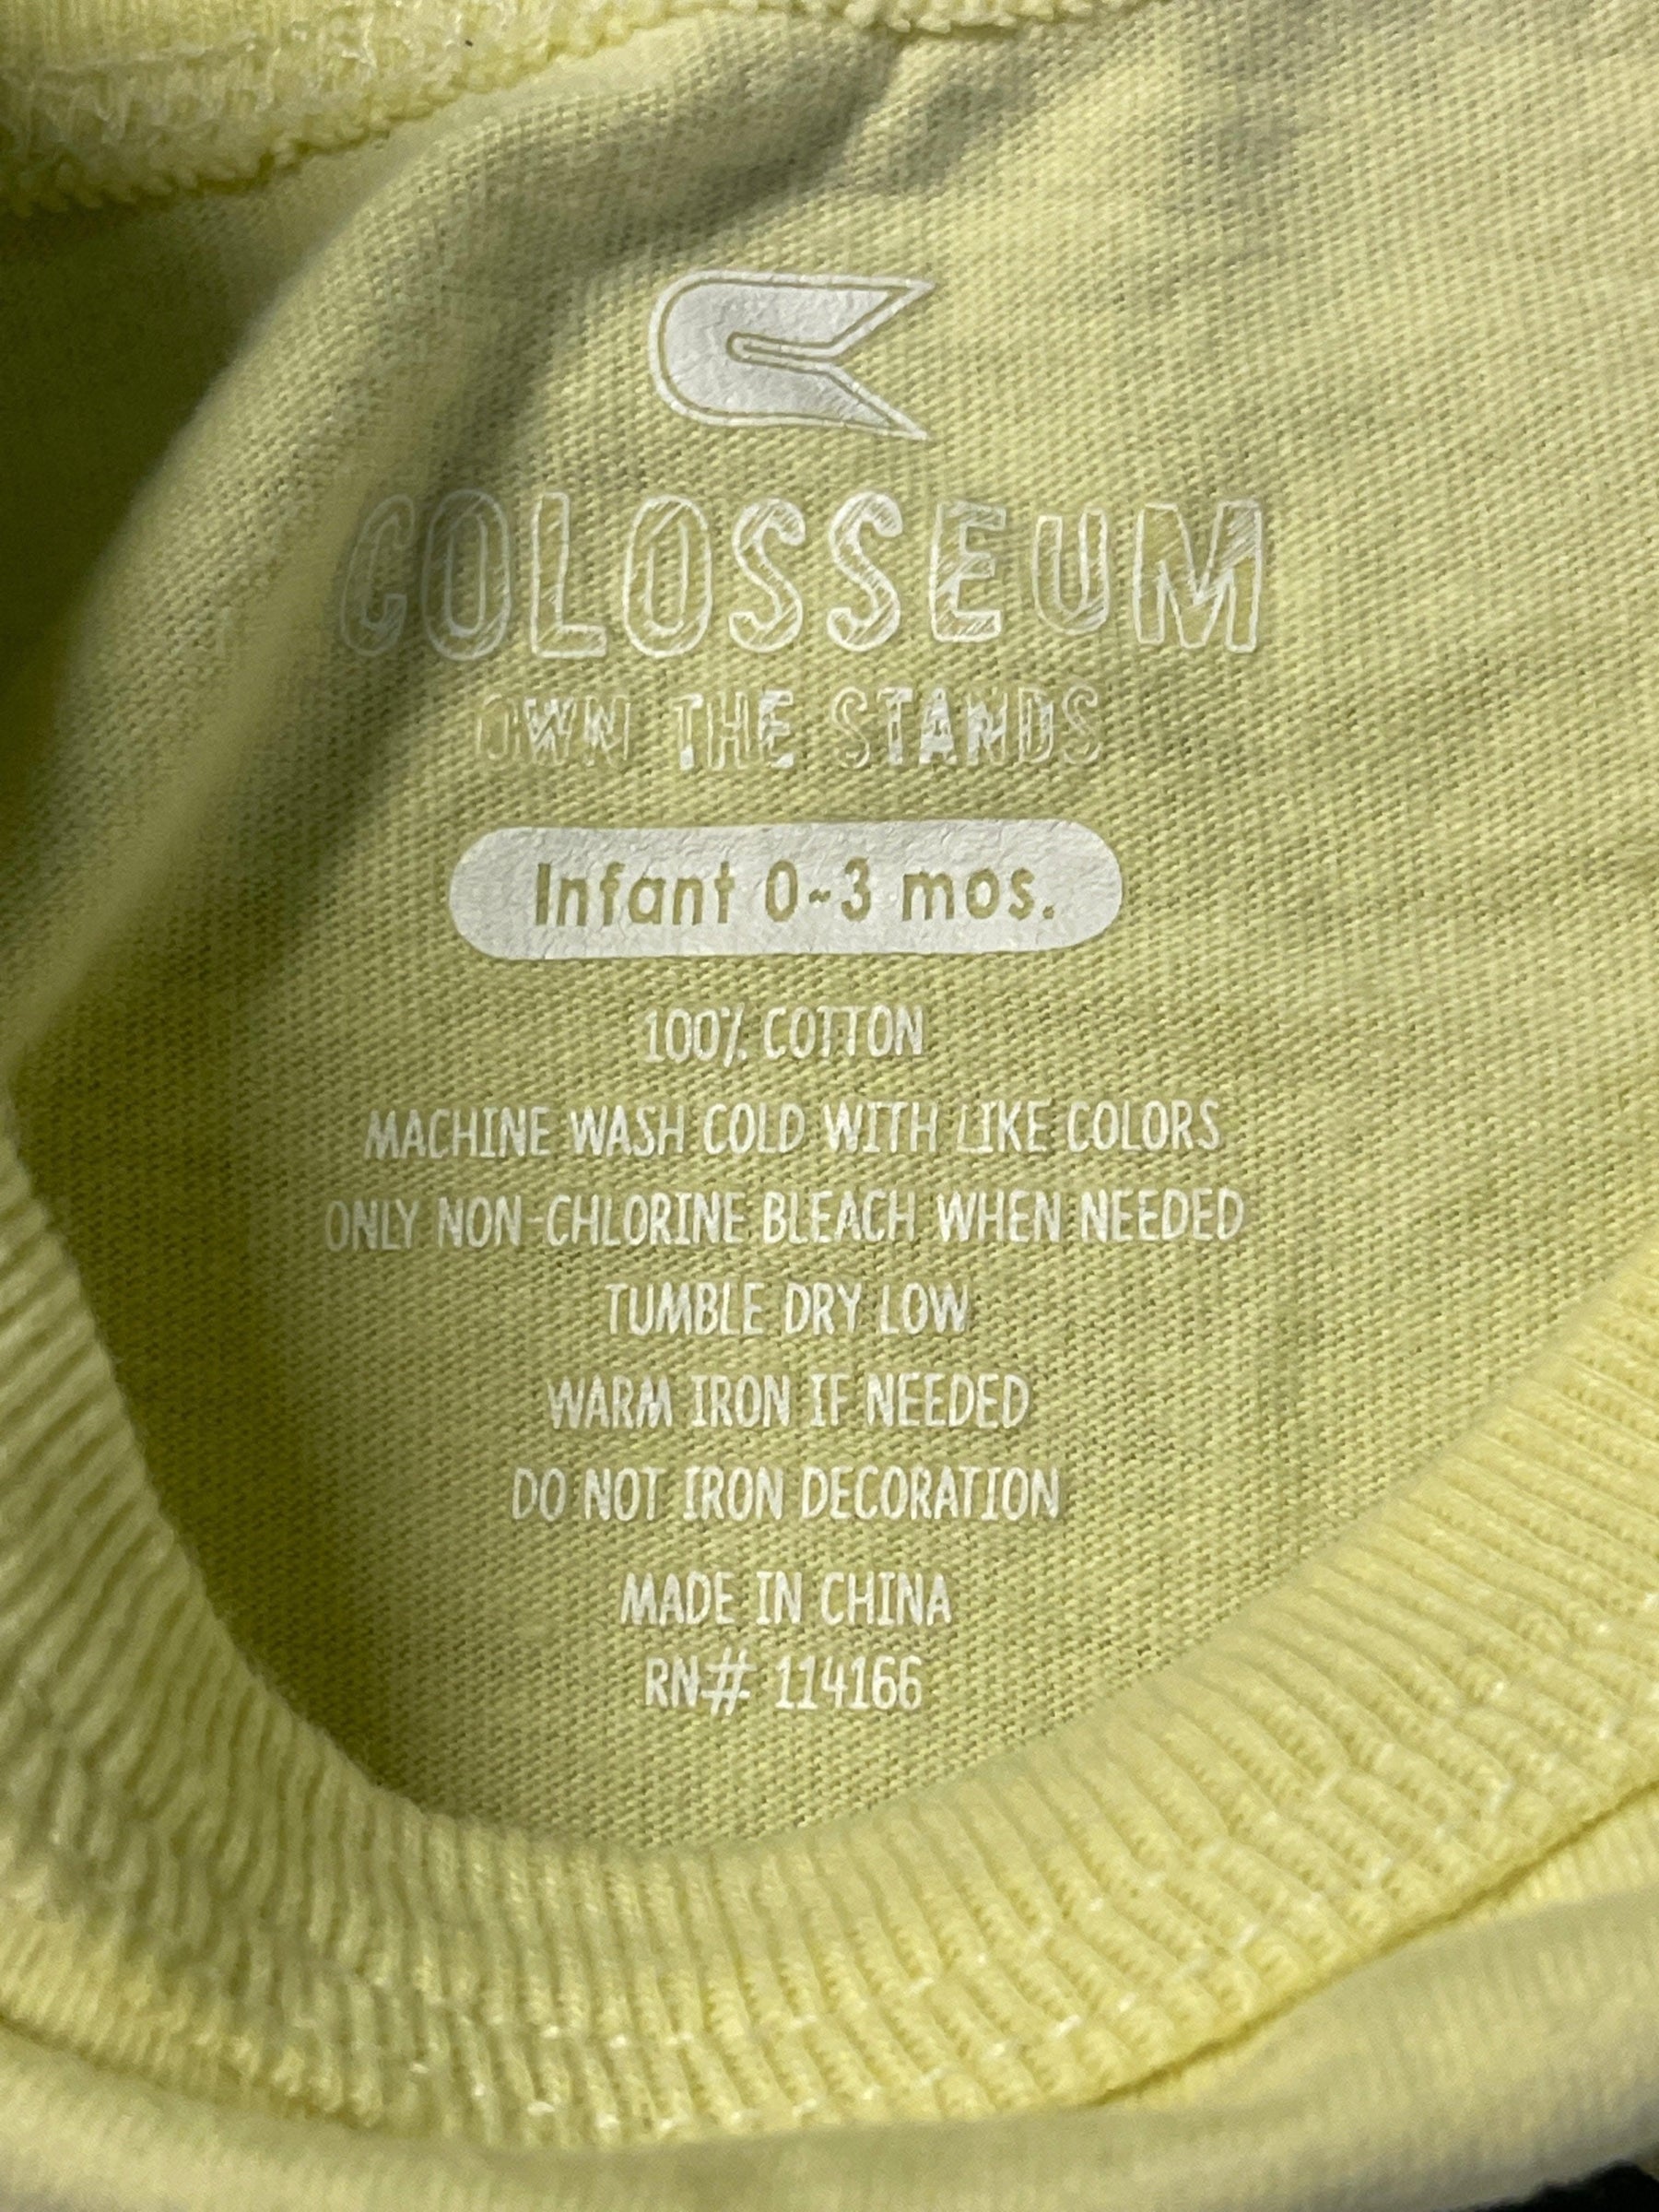 COLOSSEUM
OWN THE STANDS
Infant 0~3 mos.
100% COTTON
MACHINE WASH COLD WITH LIKE COLORS
ONLY NON-CHLORINE BLEACH WHEN NEEDED
TUMBLE DRY LOW
WARM IRON IF NEEDED
DO NOT IRON DECORATION
MADE IN CHINA
RN# 114166